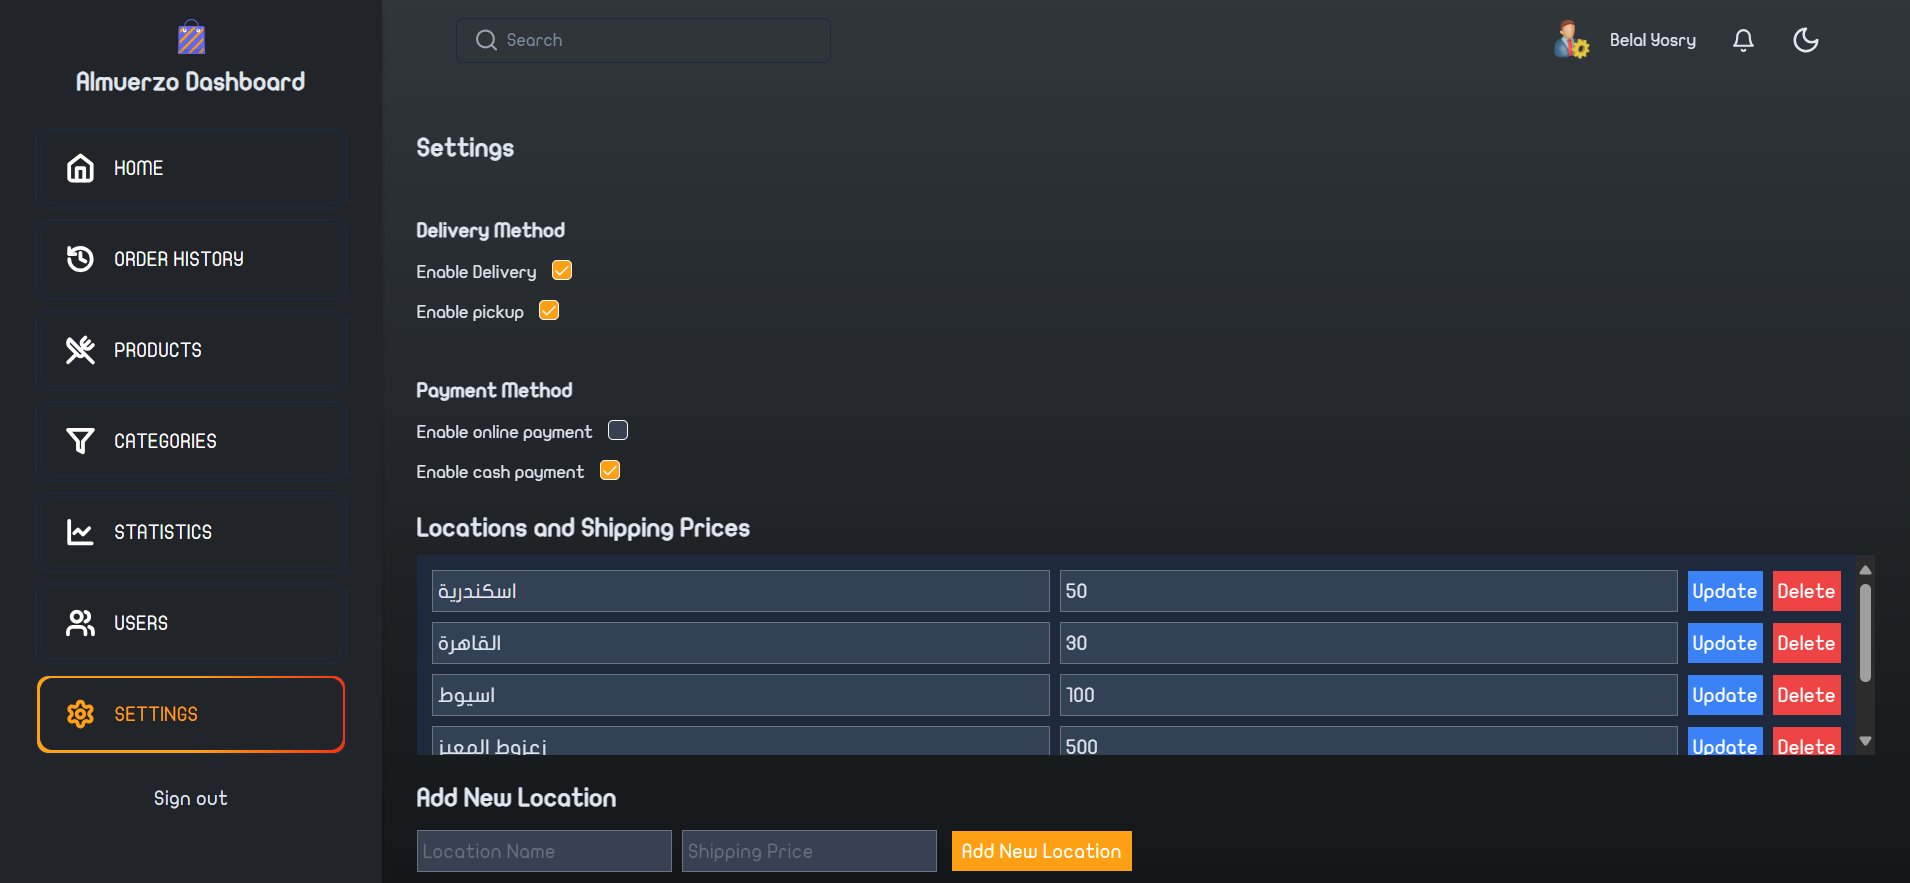 Almuerzo Dashboard
HOME
ORDER HISTORY
PRODUCTS
CATEGORIES
STATISTICS
USERS
SETTINGS
Sign out
Search
Belal Yosry
Settings
Delivery Method
Enable Delivery
Enable pickup
Payment Method
Enable online payment
Enable cash payment
Locations and Shipping Prices
اسكندرية 50 Update Delete
القاهرة 30 Update Delete
اسيوط 100 Update Delete
زعزوط المعيز 500 Update Delete
Add New Location
Location Name Shipping Price Add New Location